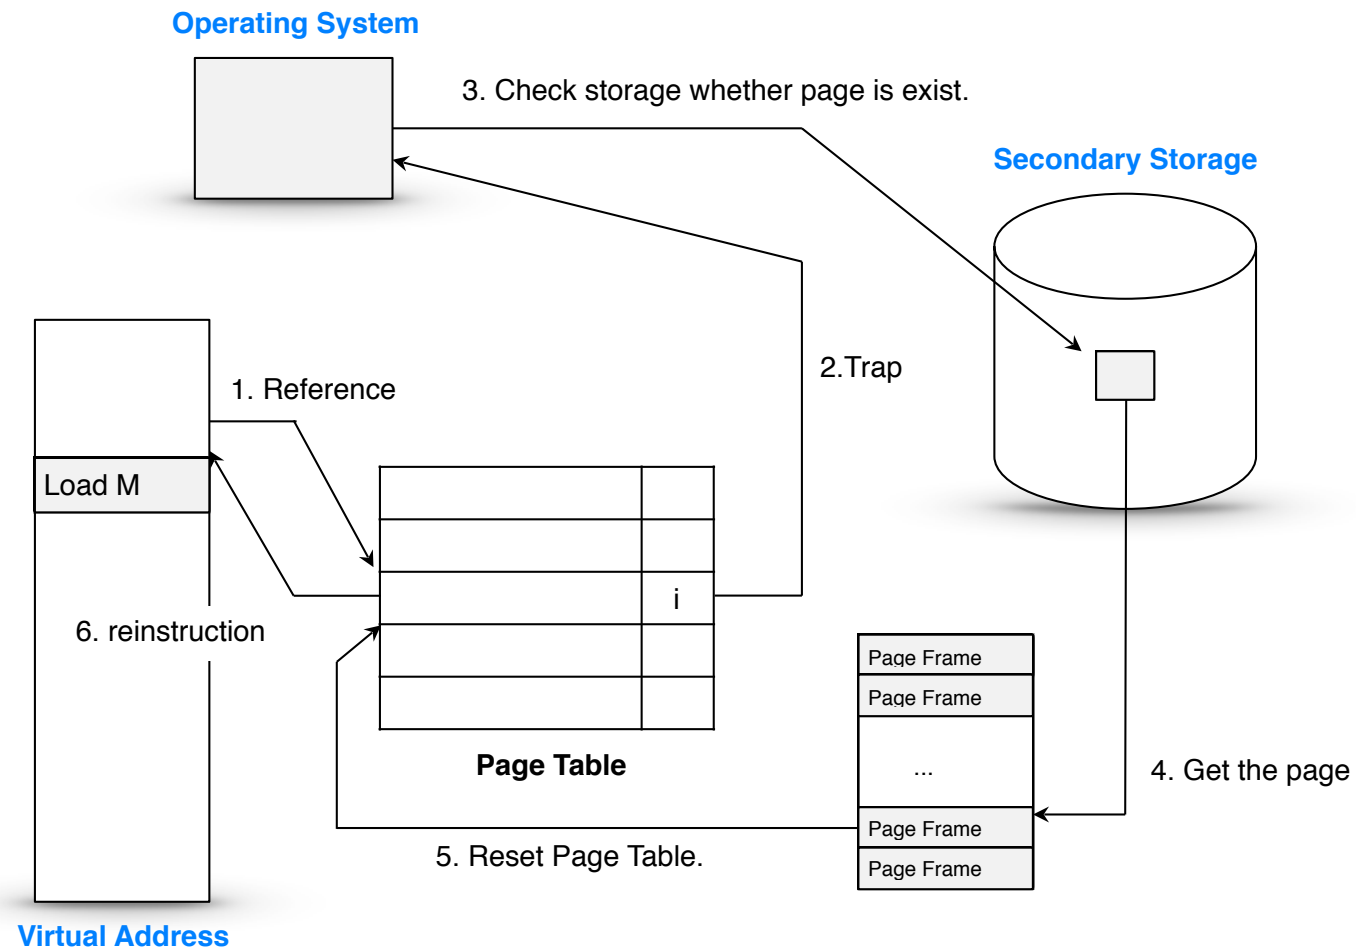 Operating System
3. Check storage whether page is exist.
Secondary Storage
2.Trap
1. Reference
Load M
i
6. reinstruction
Page Frame
Page Frame
...
Page Table
4. Get the page
Page Frame
5. Reset Page Table.
Page Frame
Virtual Address